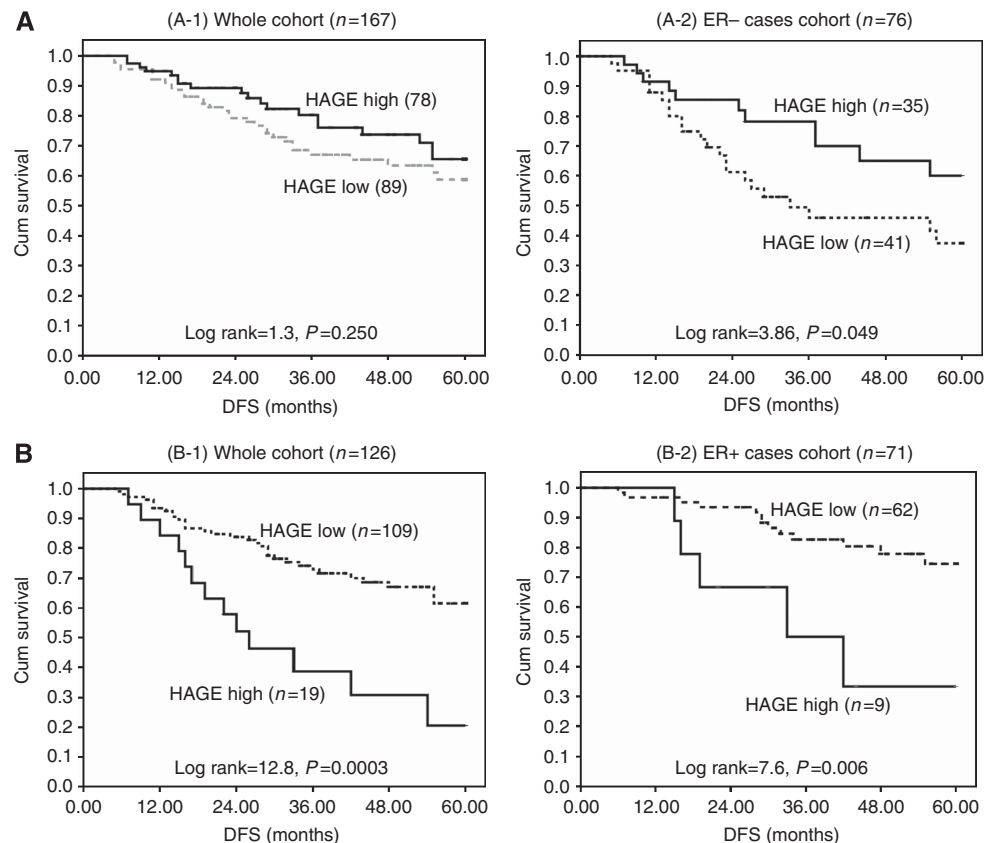 A
(A-1) Whole cohort (n=167)
Cum survival
1.0
0.9
0.8
0.7
0.6
0.5
0.4
0.3
0.2
0.1
0.0
HAGE high (78)
HAGE low (89)
Log rank=1.3, P=0.250
0.00 12.00 24.00 36.00 48.00 60.00
DFS (months)
(A-2) ER– cases cohort (n=76)
Cum survival
1.0
0.9
0.8
0.7
0.6
0.5
0.4
0.3
0.2
0.1
0.0
HAGE high (n=35)
HAGE low (n=41)
Log rank=3.86, P=0.049
0.00 12.00 24.00 36.00 48.00 60.00
DFS (months)
B
(B-1) Whole cohort (n=126)
Cum survival
1.0
0.9
0.8
0.7
0.6
0.5
0.4
0.3
0.2
0.1
0.0
HAGE low (n=109)
HAGE high (n=19)
Log rank=12.8, P=0.0003
0.00 12.00 24.00 36.00 48.00 60.00
DFS (months)
(B-2) ER+ cases cohort (n=71)
Cum survival
1.0
0.9
0.8
0.7
0.6
0.5
0.4
0.3
0.2
0.1
0.0
HAGE low (n=62)
HAGE high (n=9)
Log rank=7.6, P=0.006
0.00 12.00 24.00 36.00 48.00 60.00
DFS (months)